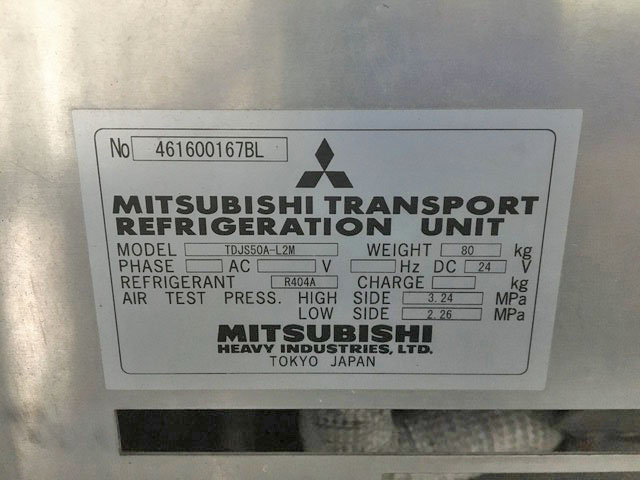 No 461600167BL
MITSUBISHI TRANSPORT
REFRIGERATION UNIT
MODEL TDJS50A-L2M WEIGHT 80 kg
PHASE AC V Hz DC 24 V
REFRIGERANT R404A CHARGE kg
AIR TEST PRESS. HIGH SIDE 3.24 MPa
LOW SIDE 2.26 MPa
MITSUBISHI
HEAVY INDUSTRIES, LTD.
TOKYO JAPAN